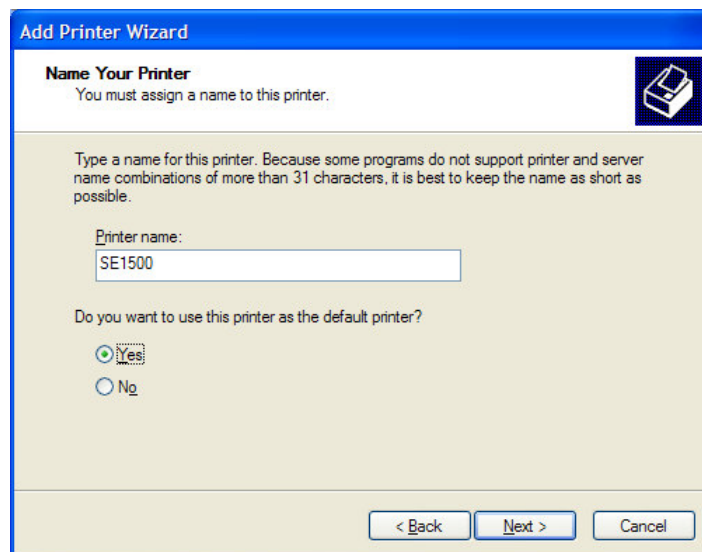 Add Printer Wizard
Name Your Printer
You must assign a name to this printer.
Type a name for this printer. Because some programs do not support printer and server
name combinations of more than 31 characters, it is best to keep the name as short as
possible.
Printer name:
SE1500
Do you want to use this printer as the default printer?
Yes
No
< Back Next > Cancel